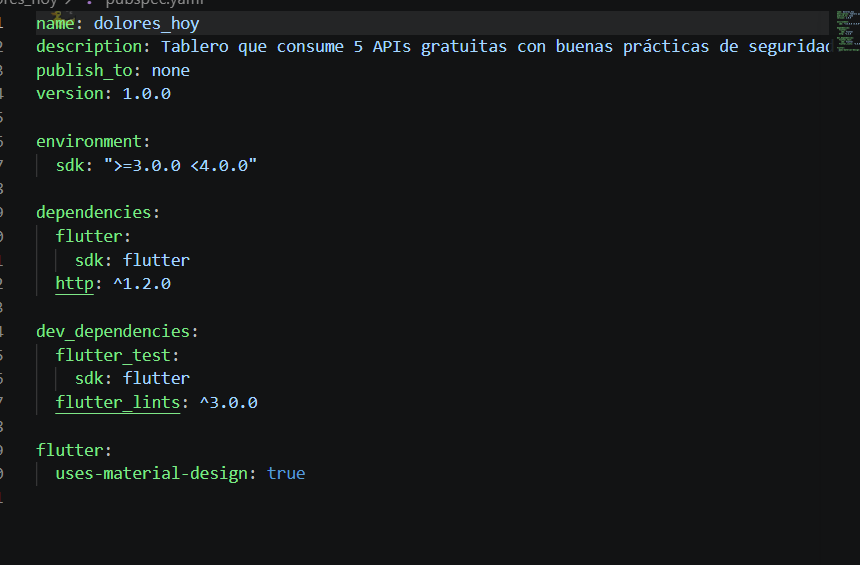 pubspec.yaml
name: dolores_hoy
description: Tablero que consume 5 APIs gratuitas con buenas prácticas de seguridad
publish_to: none
version: 1.0.0
environment:
sdk: ">=3.0.0 <4.0.0"
dependencies:
flutter:
sdk: flutter
http: ^1.2.0
dev_dependencies:
flutter_test:
sdk: flutter
flutter_lints: ^3.0.0
flutter:
uses-material-design: true